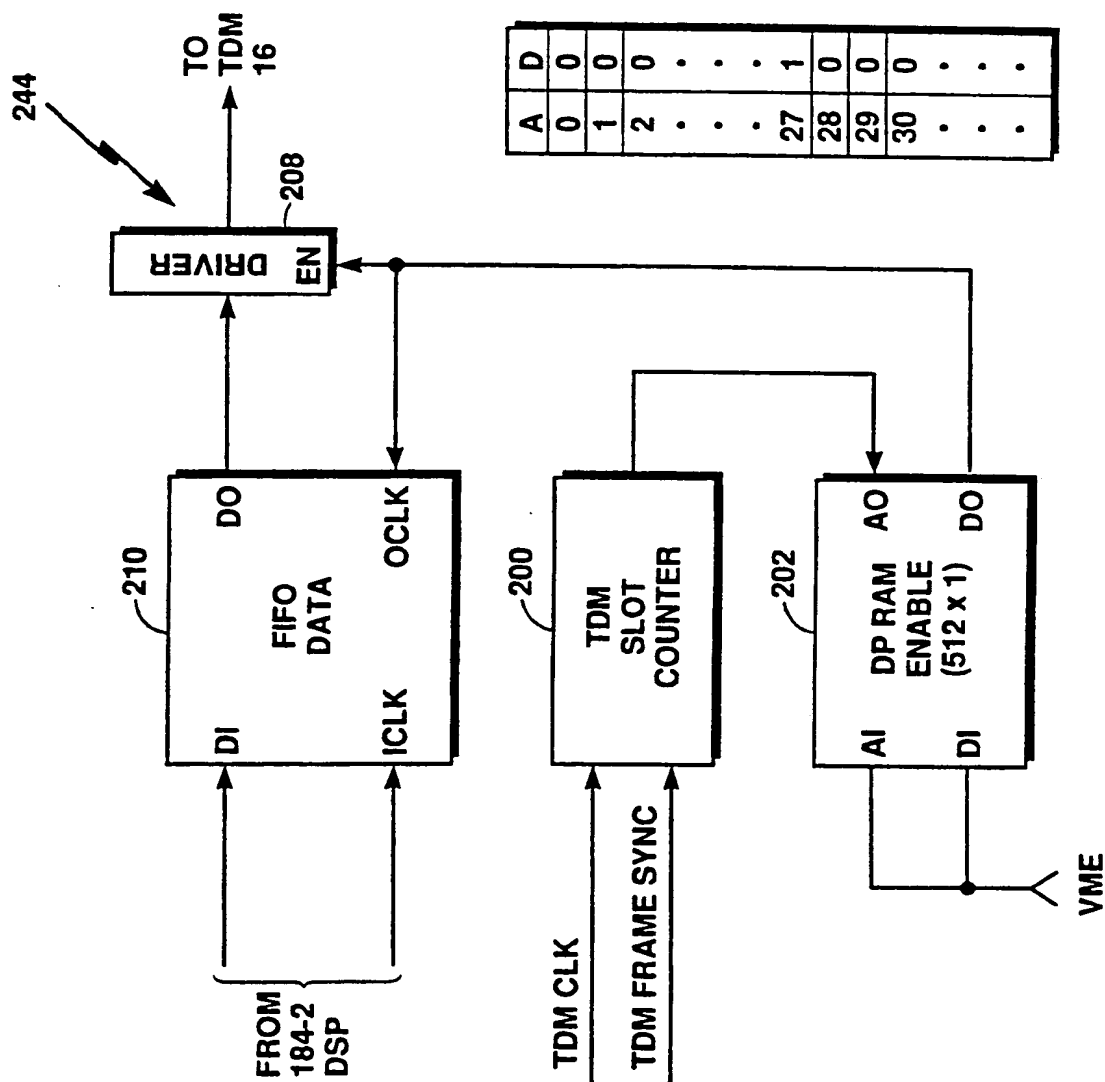 244
TO
TDM
16
208
DRIVER
EN
210
FIFO
DATA
DI
DO
ICLK
OCLK
FROM
184-2
DSP
200
TDM
SLOT
COUNTER
TDM CLK
TDM FRAME SYNC
202
DP RAM
ENABLE
(512 x 1)
AI
AO
DI
DO
VME
A D
0 0
1 0
2 0
. .
. .
. .
27 1
28 0
29 0
30 0
. .
. .
. .